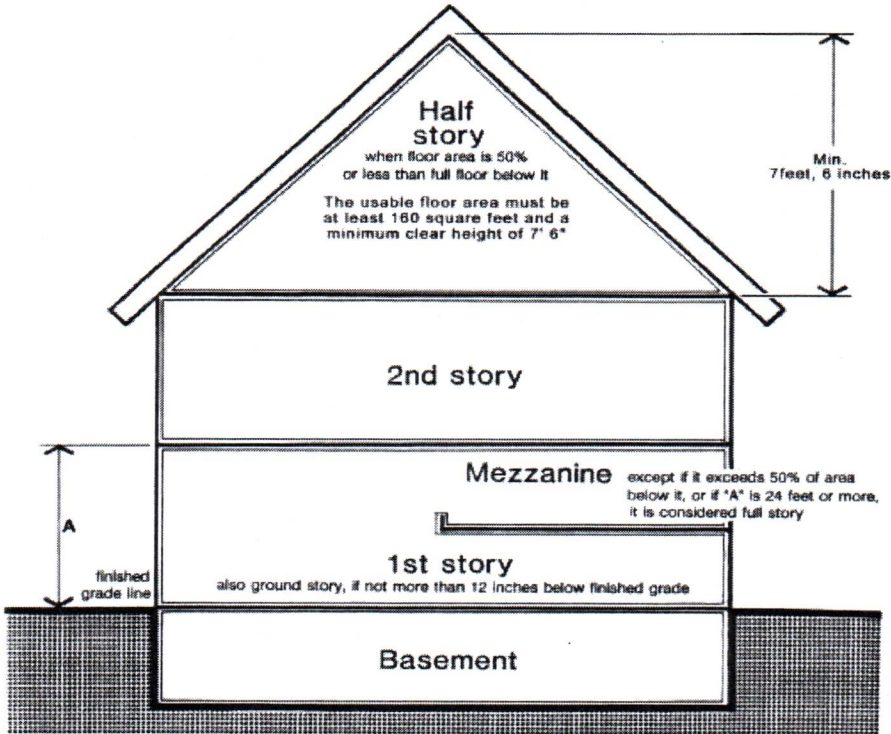 Half
story
when floor area is 50%
or less than full floor below it
The usable floor area must be
at least 160 square feet and a
minimum clear height of 7' 6"
Min.
7feet, 6 inches
2nd story
Mezzanine
except if it exceeds 50% of area
below it, or if "A" is 24 feet or more,
it is considered full story
A
1st story
also ground story, if not more than 12 inches below finished grade
finished
grade line
Basement